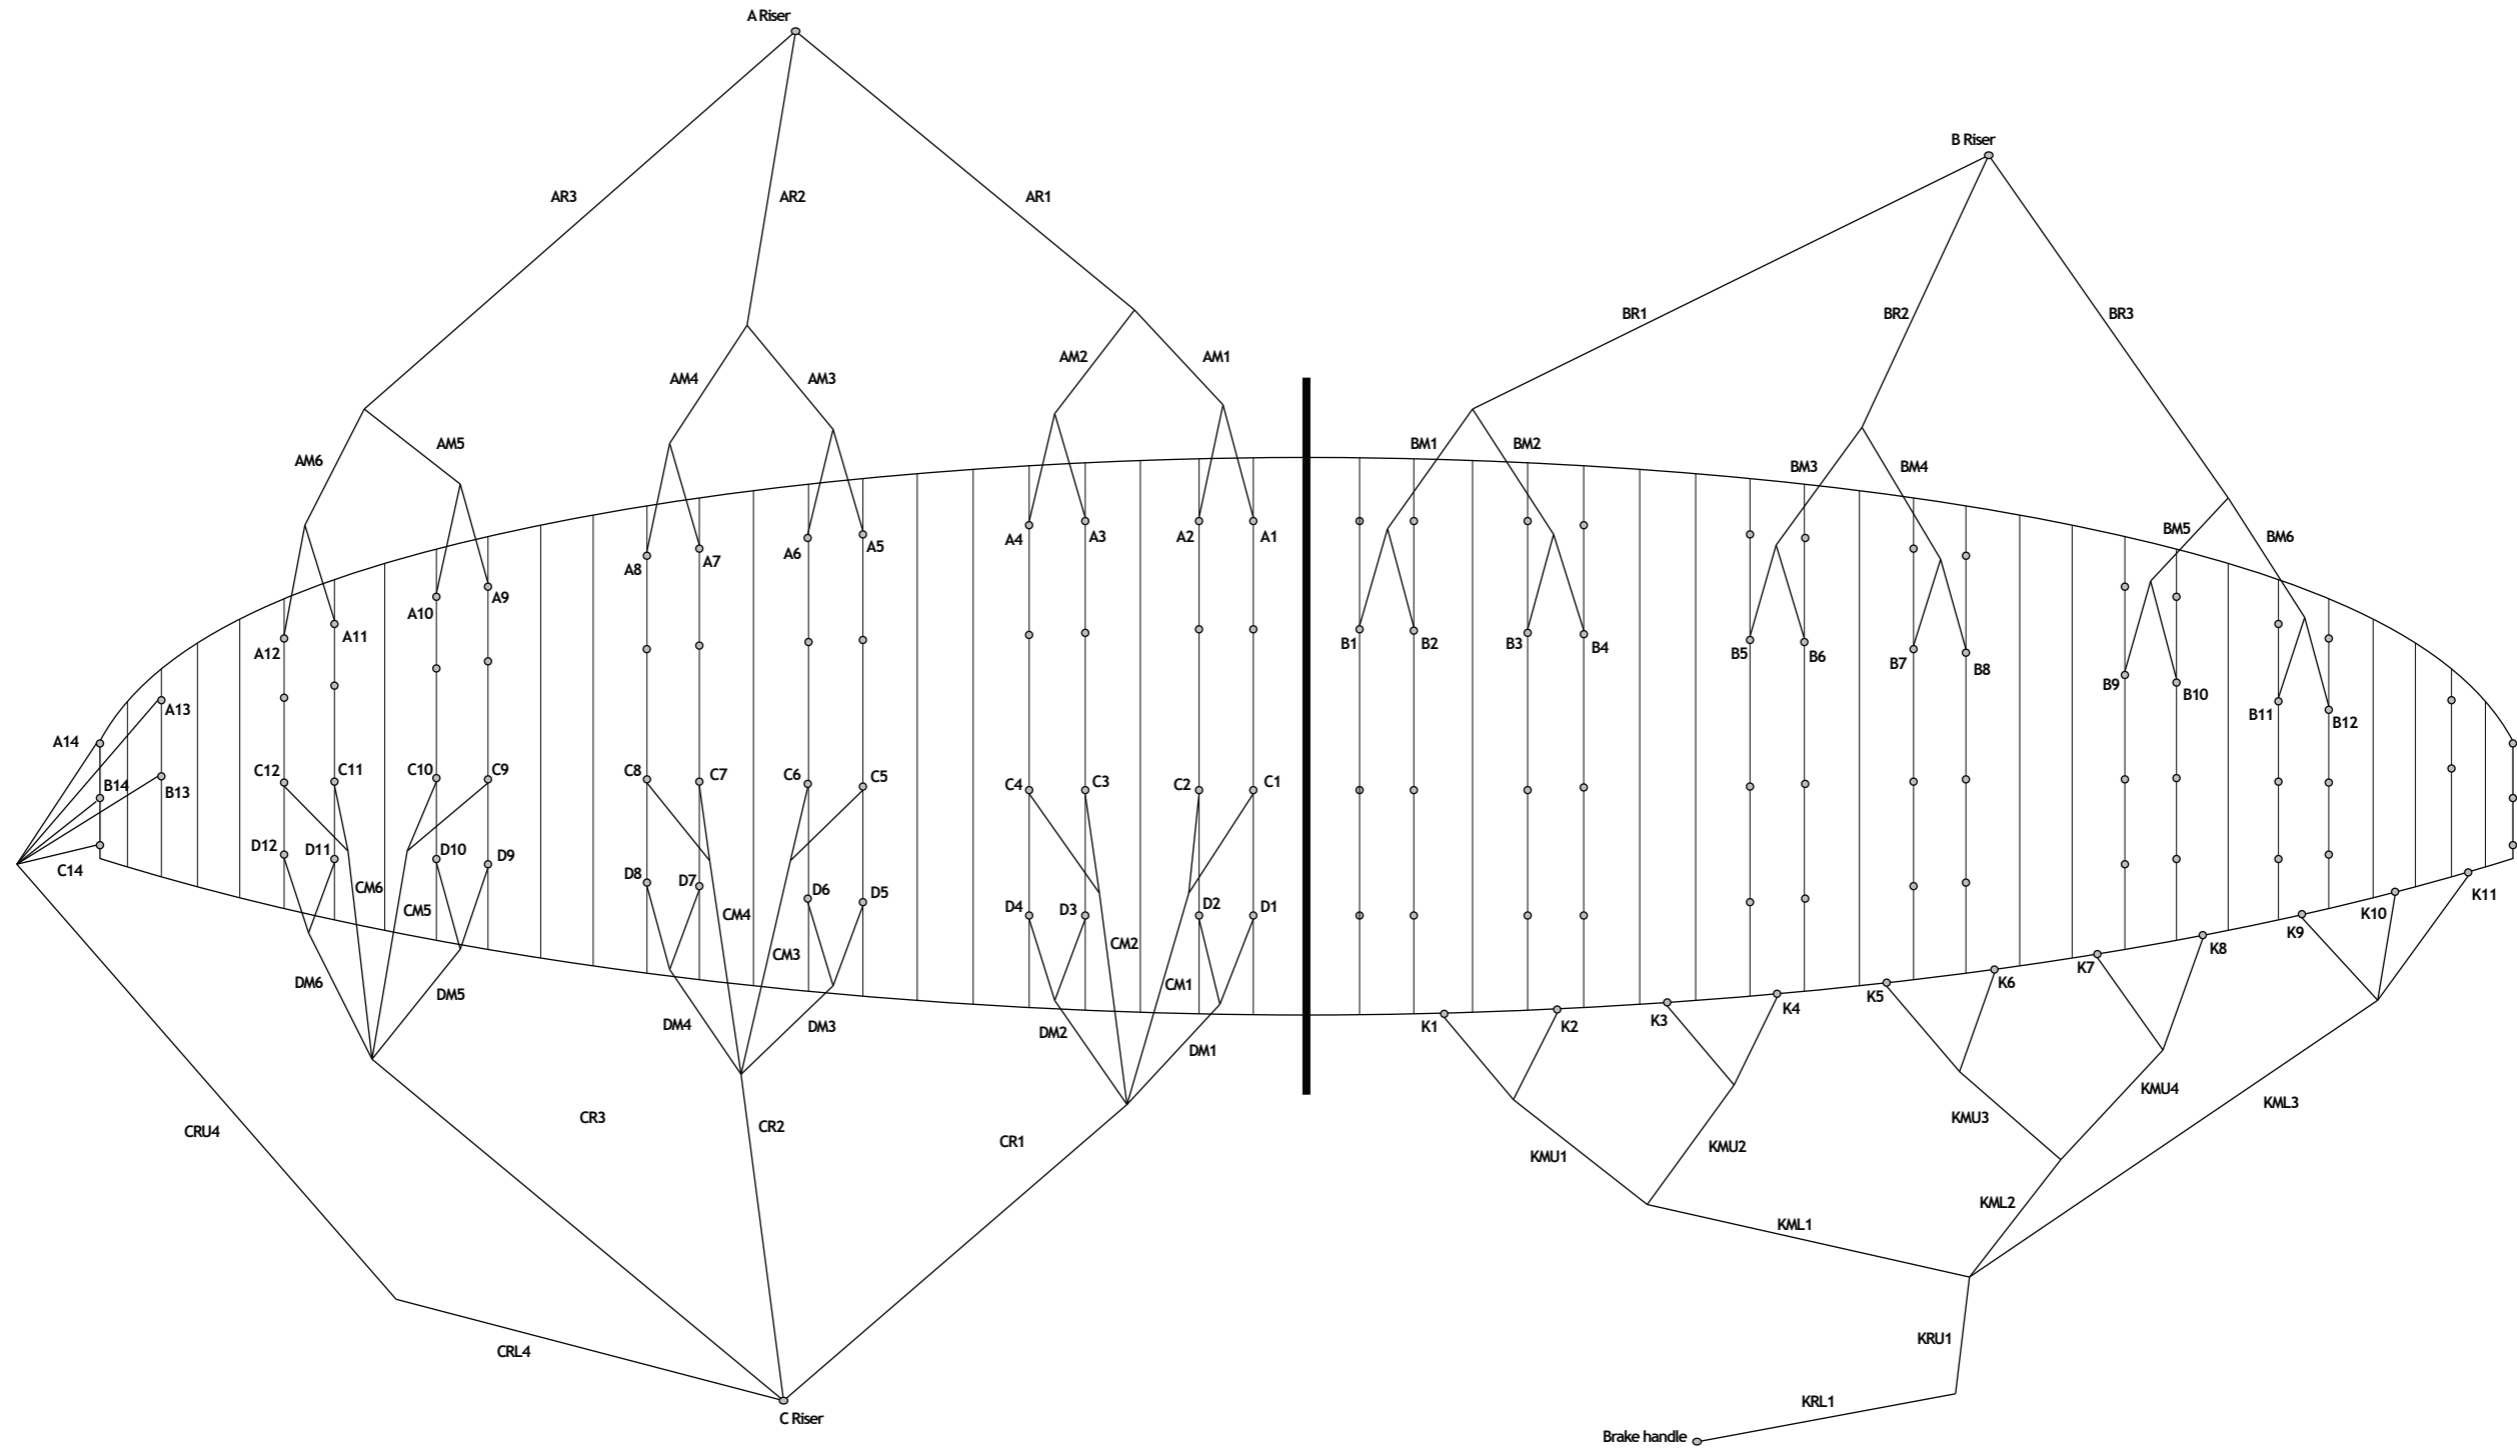 A Riser
B Riser
AR3
AR2
AR1
BR1
BR2
BR3
AM2
AM1
AM4
AM3
AM5
AM6
BM1
BM2
BM3
BM4
BM5
BM6
A4
A3
A2
A1
A8
A7
A6
A5
A10
A9
A12
A11
A13
A14
B1
B2
B3
B4
B5
B6
B7
B8
B9
B10
B11
B12
B14
B13
C12
C11
C10
C9
C8
C7
C6
C5
C4
C3
C2
C1
C14
D12
D11
D10
D9
D8
D7
D6
D5
D4
D3
D2
D1
CM6
CM5
CM4
CM3
CM2
CM1
DM6
DM5
DM4
DM3
DM2
DM1
K1
K2
K3
K4
K5
K6
K7
K8
K9
K10
K11
CRU4
CR3
CR2
CR1
KMU1
KMU2
KMU3
KMU4
KML3
KML1
KML2
CRL4
KRU1
KRL1
C Riser
Brake handle